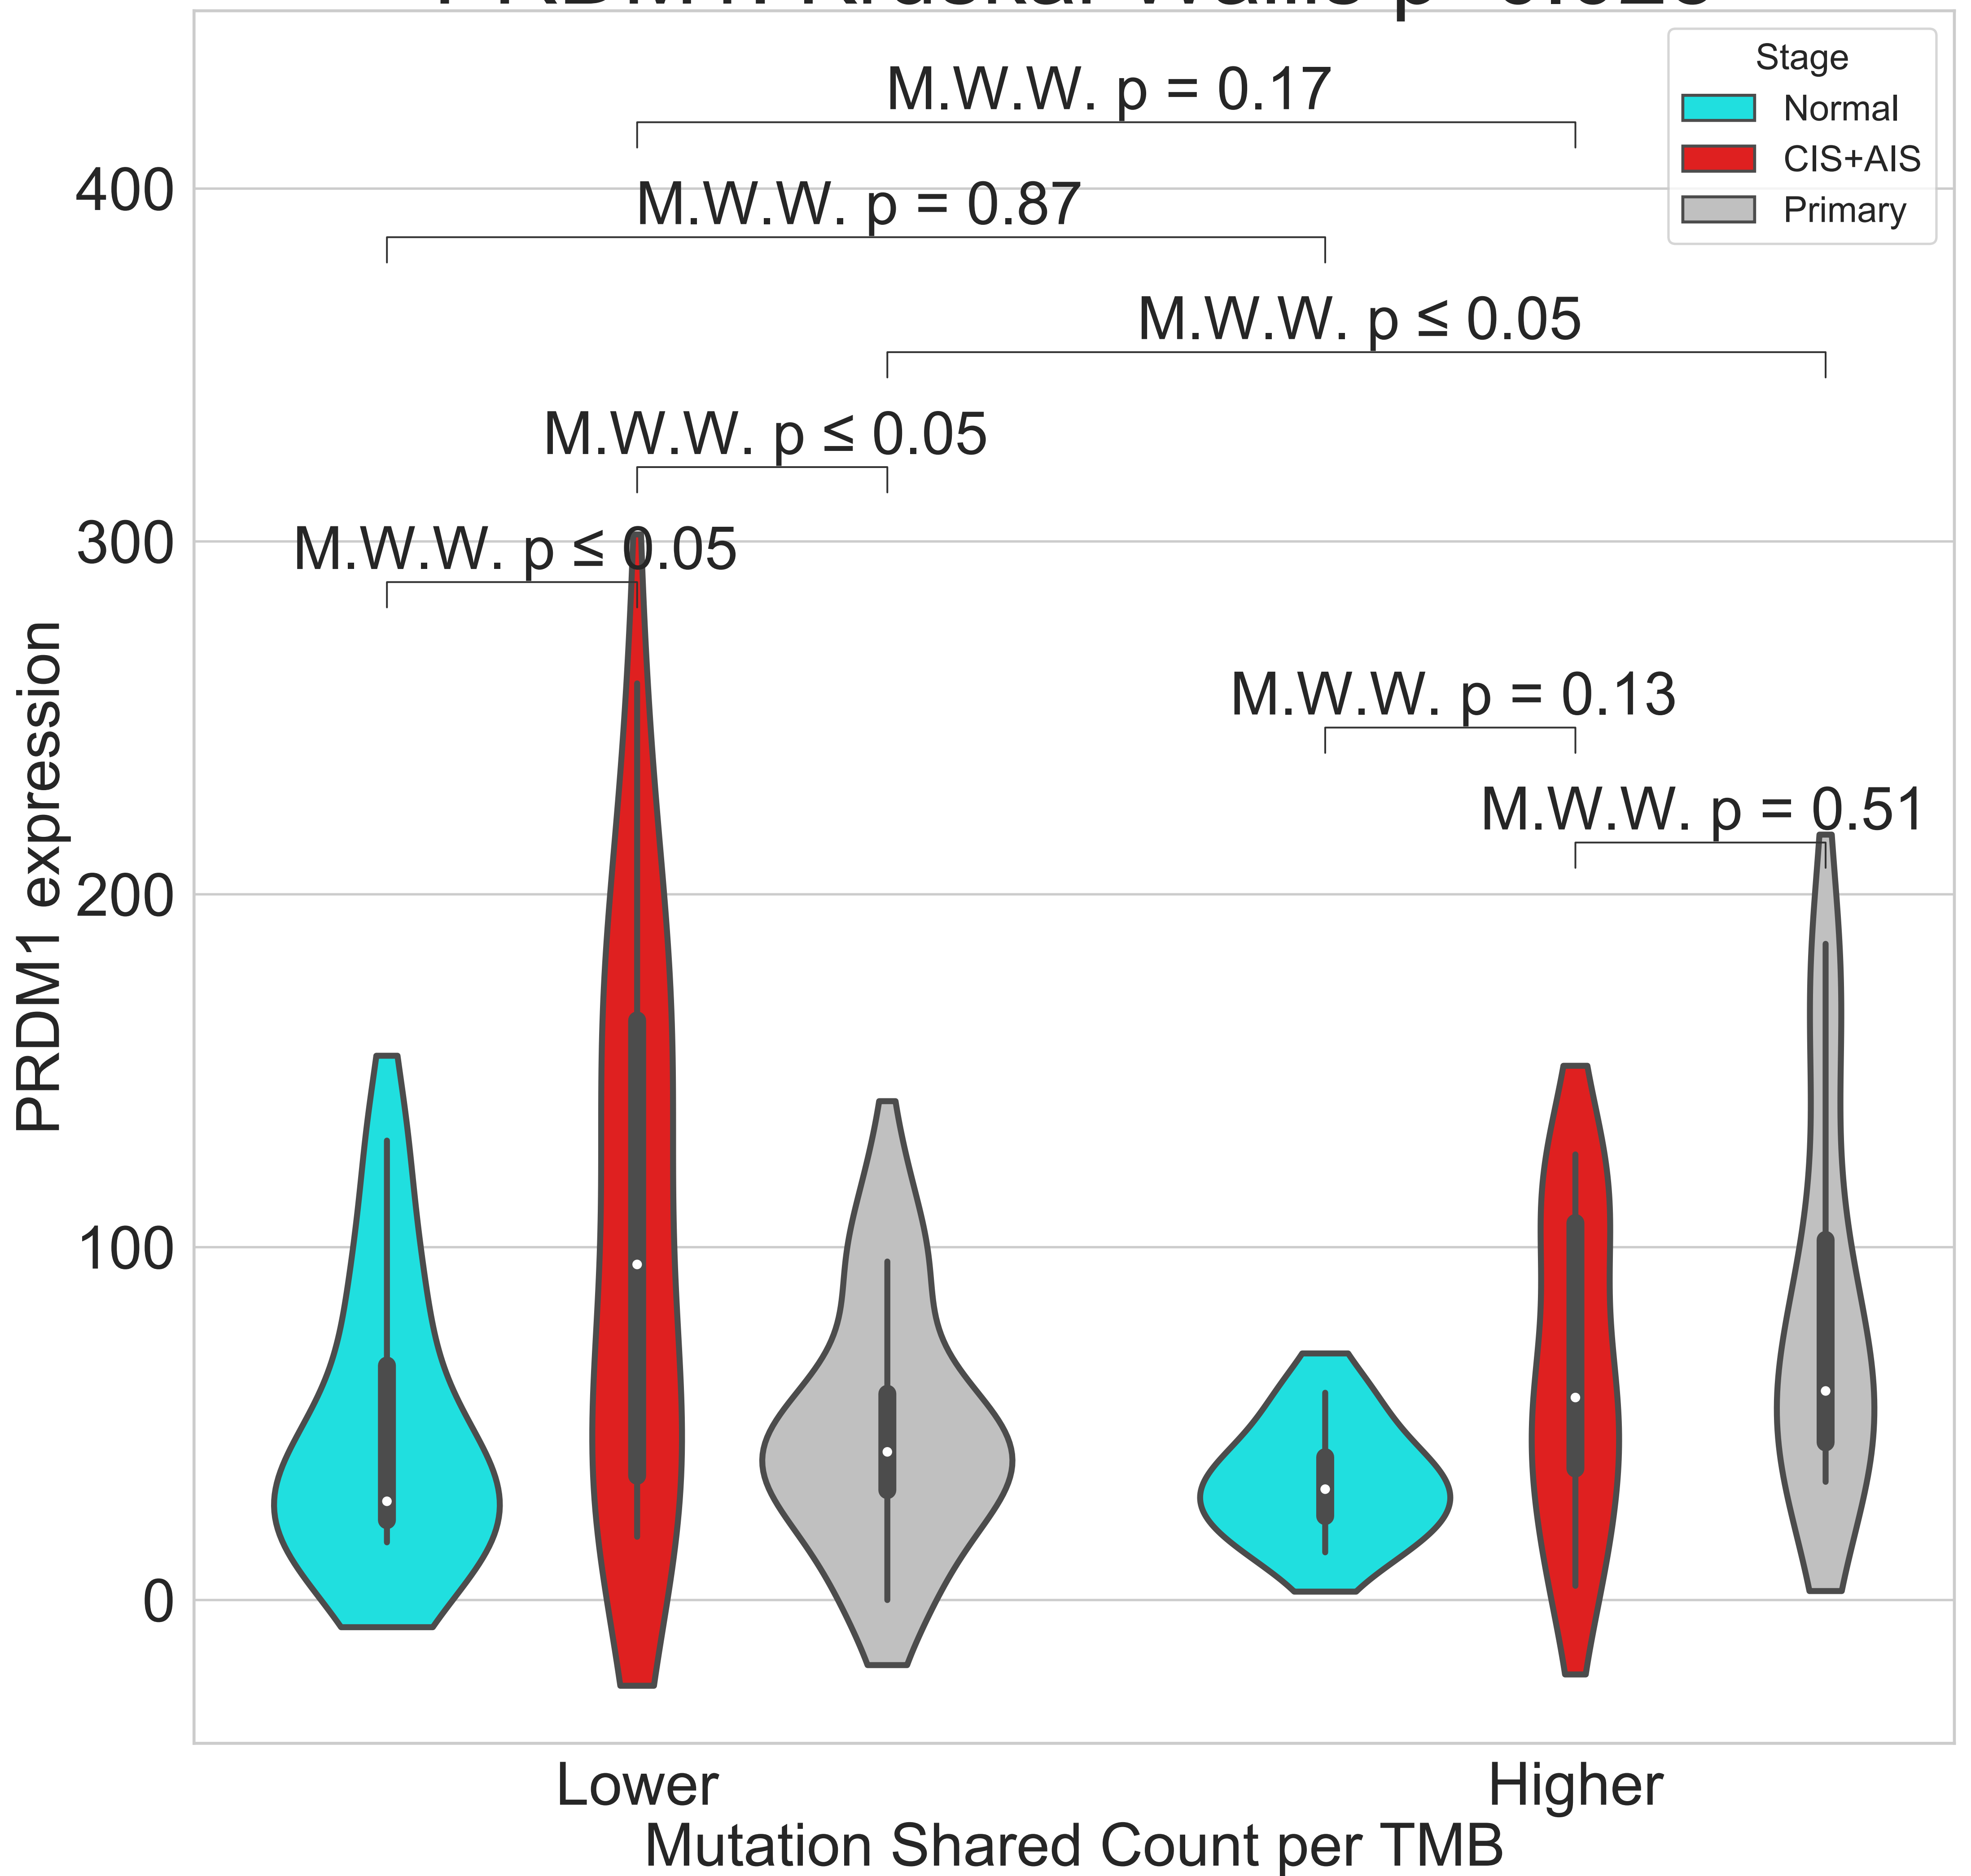 M.W.W. p = 0.17
Stage
Normal
CIS+AIS
Primary
400
M.W.W. p = 0.87
M.W.W. p ≤ 0.05
M.W.W. p ≤ 0.05
300
M.W.W. p ≤ 0.05
M.W.W. p = 0.13
M.W.W. p = 0.51
200
100
0
PRDM1 expression
Lower
Higher
Mutation Shared Count per TMB